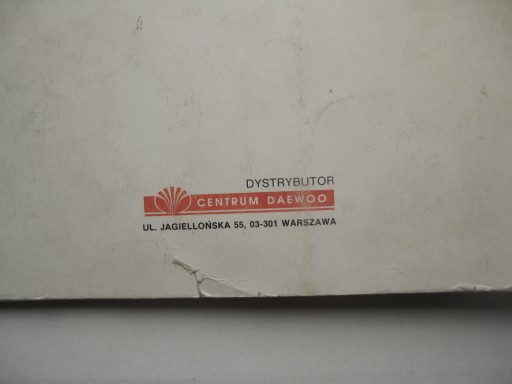 DYSTRYBUTOR
CENTRUM DAEWOO
UL. JAGIELLOŃSKA 55, 03-301 WARSZAWA